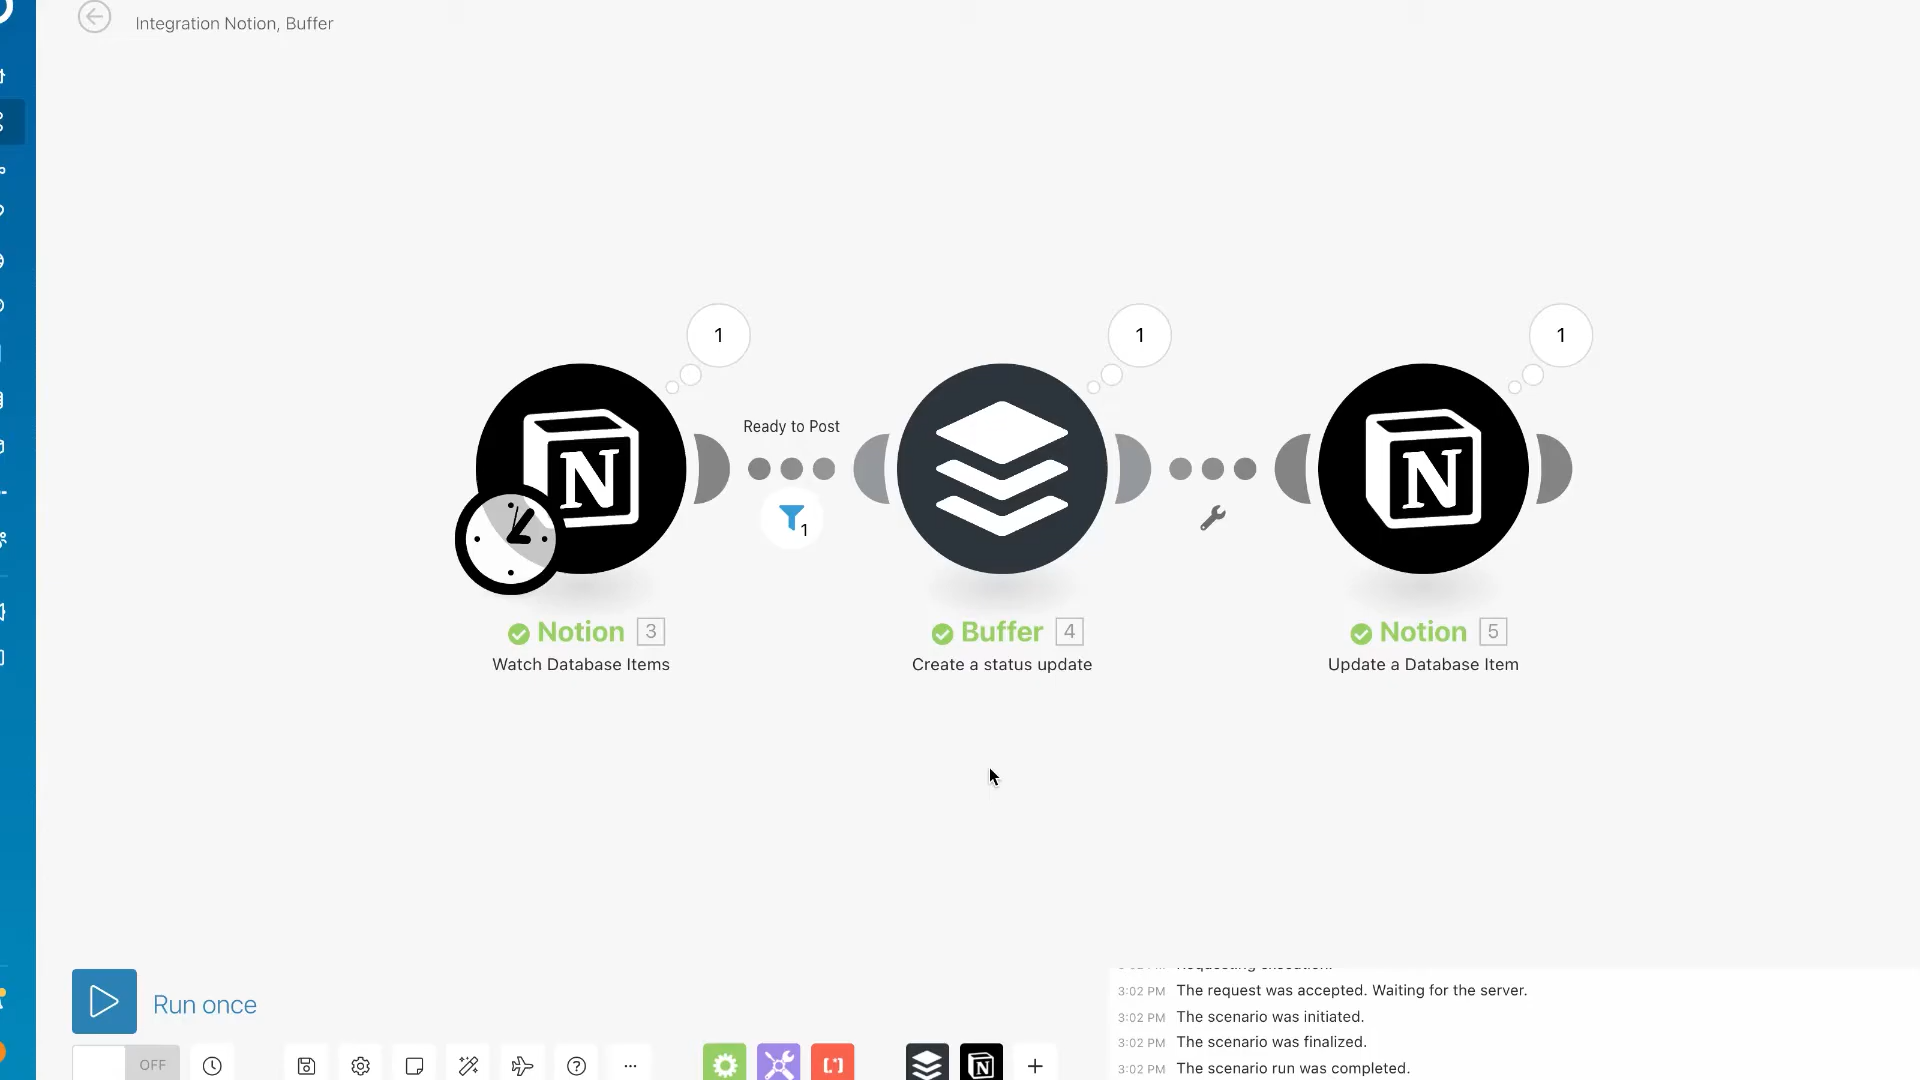 Integration Notion, Buffer
1
1
1
Ready to Post
1
Notion 3
Watch Database Items
Buffer 4
Create a status update
Notion 5
Update a Database Item
Run once
OFF
3:02 PM The request was accepted. Waiting for the server.
3:02 PM The scenario was initiated.
3:02 PM The scenario was finalized.
3:02 PM The scenario run was completed.